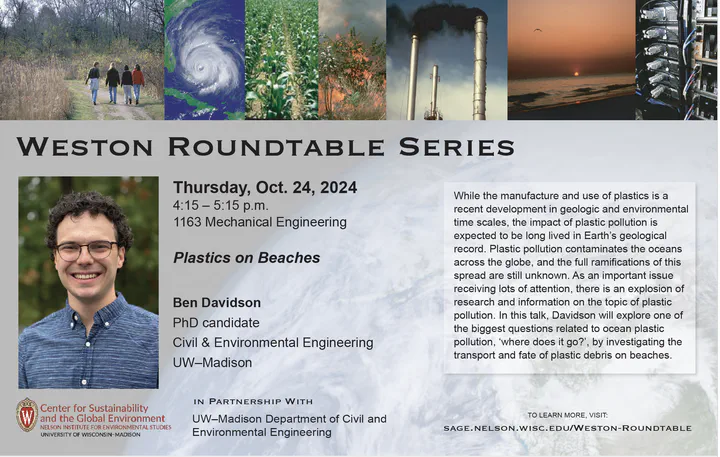 Weston Roundtable Series
Thursday, Oct. 24, 2024
4:15 – 5:15 p.m.
1163 Mechanical Engineering
Plastics on Beaches
Ben Davidson
PhD candidate
Civil & Environmental Engineering
UW–Madison
While the manufacture and use of plastics is a
recent development in geologic and environmental
time scales, the impact of plastic pollution is
expected to be long lived in Earth's geological
record. Plastic pollution contaminates the oceans
across the globe, and the full ramifications of this
spread are still unknown. As an important issue
receiving lots of attention, there is an explosion of
research and information on the topic of plastic
pollution. In this talk, Davidson will explore one of
the biggest questions related to ocean plastic
pollution, 'where does it go?', by investigating the
transport and fate of plastic debris on beaches.
W
Center for Sustainability
and the Global Environment
NELSON INSTITUTE FOR ENVIRONMENTAL STUDIES
UNIVERSITY OF WISCONSIN–MADISON
in Partnership With
UW–Madison Department of Civil and
Environmental Engineering
TO LEARN MORE, VISIT:
sage.nelson.wisc.edu/Weston-Roundtable